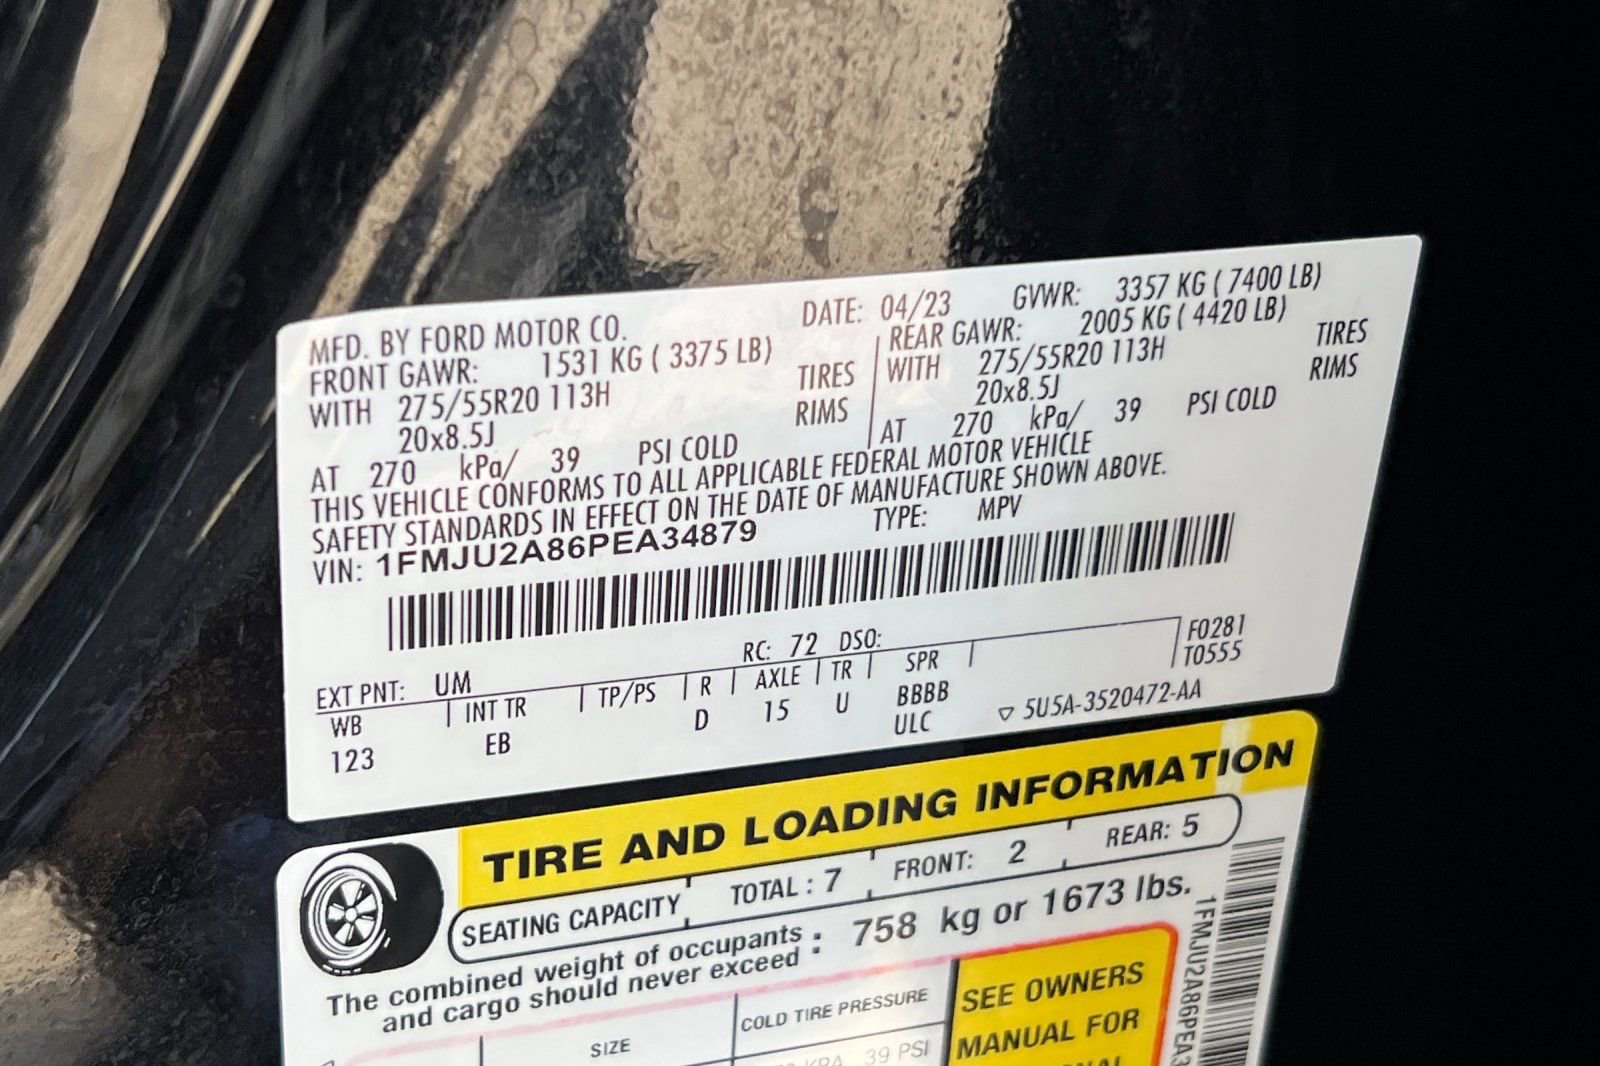 MFD. BY FORD MOTOR CO. DATE: 04/23 GVWR: 3357 KG ( 7400 LB)
FRONT GAWR: 1531 KG ( 3375 LB) REAR GAWR: 2005 KG ( 4420 LB)
WITH 275/55R20 113H TIRES WITH 275/55R20 113H TIRES
20x8.5J RIMS 20x8.5J RIMS
AT 270 kPa/ 39 PSI COLD AT 270 kPa/ 39 PSI COLD
THIS VEHICLE CONFORMS TO ALL APPLICABLE FEDERAL MOTOR VEHICLE
SAFETY STANDARDS IN EFFECT ON THE DATE OF MANUFACTURE SHOWN ABOVE.
VIN: 1FMJU2A86PEA34879 TYPE: MPV
F0281
EXT PNT: UM RC: 72 DSO: T0555
WB INT TR TP/PS R AXLE TR SPR
123 EB D 15 U BBBB
ULC ▽ 5U5A-3520472-AA
TIRE AND LOADING INFORMATION
SEATING CAPACITY TOTAL : 7 FRONT: 2 REAR: 5
The combined weight of occupants
and cargo should never exceed : 758 kg or 1673 lbs.
SIZE COLD TIRE PRESSURE SEE OWNERS
39 PSI MANUAL FOR
1FMJU2A86PEA3